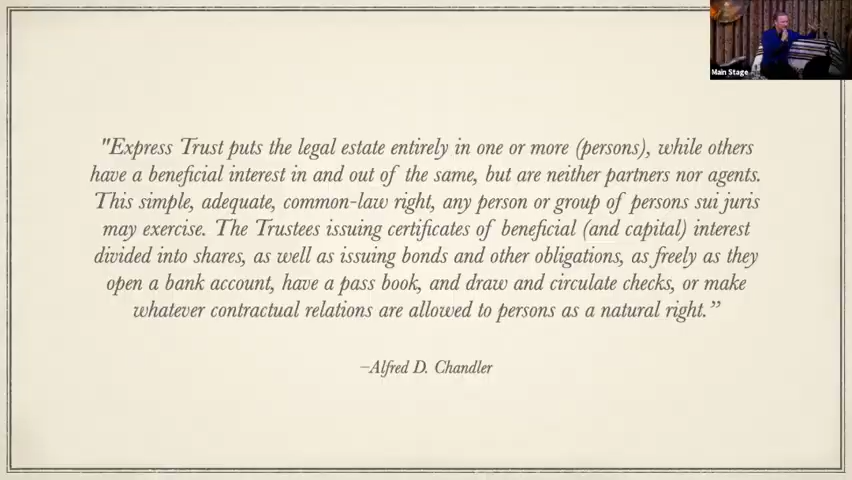 Main Stage
"Express Trust puts the legal estate entirely in one or more (persons), while others
have a beneficial interest in and out of the same, but are neither partners nor agents.
This simple, adequate, common-law right, any person or group of persons sui juris
may exercise. The Trustees issuing certificates of beneficial (and capital) interest
divided into shares, as well as issuing bonds and other obligations, as freely as they
open a bank account, have a pass book, and draw and circulate checks, or make
whatever contractual relations are allowed to persons as a natural right.”
–Alfred D. Chandler